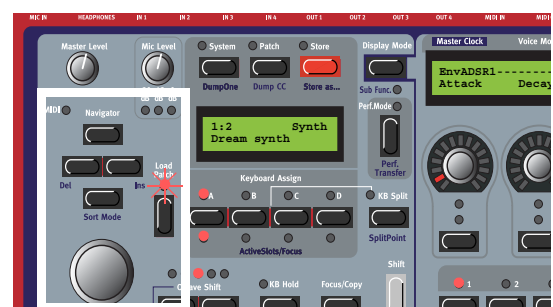 MIC IN HEADPHONES IN 1 IN 2 IN 3 IN 4 OUT 1 OUT 2 OUT 3 OUT 4 MIDI IN MIDI
Master Level Mic Level System Patch Store Display Mode Master Clock Voice Mo
DumpOne Dump CC Store as... Sub Func.
EnvADSR1-------
Attack Decay
dB dB dB
MIDI
Navigator
Perf.Mode
1:2 Synth
Dream synth
Perf.
Transfer
Load
Patch
Del Ins
Sort Mode
Keyboard Assign
A B C D KB Split
ActiveSlots/Focus
SplitPoint
Shift
Octave Shift KB Hold Focus/Copy
1 2